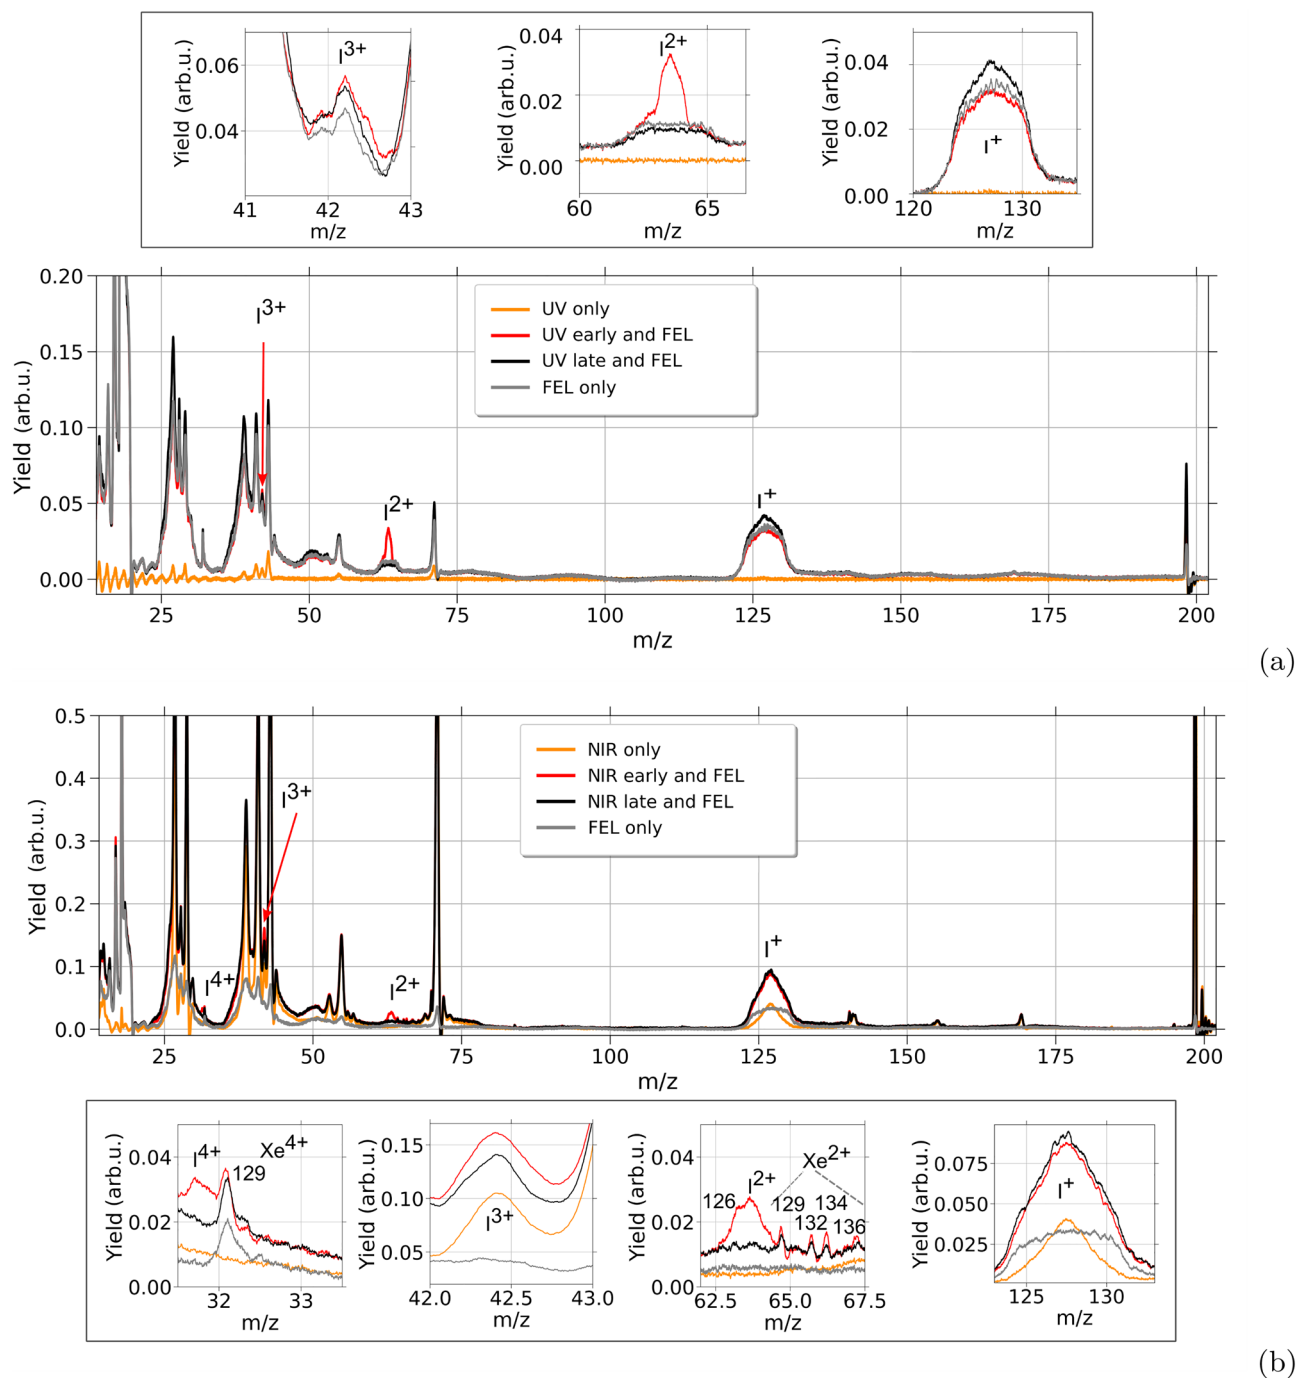 I3+
Yield (arb.u.)
0.06
0.04
41 42 43
m/z
I2+
Yield (arb.u.)
0.04
0.02
0.00
60 65
m/z
I+
Yield (arb.u.)
0.04
0.02
0.00
120 130
m/z
Yield (arb.u.)
0.20
0.15
0.10
0.05
0.00
I3+
I2+
I+
UV only
UV early and FEL
UV late and FEL
FEL only
25 50 75 100 125 150 175 200
m/z
(a)
Yield (arb.u.)
0.5
0.4
0.3
0.2
0.1
0.0
I3+
I4+
I2+
I+
NIR only
NIR early and FEL
NIR late and FEL
FEL only
25 50 75 100 125 150 175 200
m/z
Yield (arb.u.)
0.04
0.02
0.00
I4+ Xe4+
129
32 33
m/z
Yield (arb.u.)
0.15
0.10
0.05
I3+
42.0 42.5 43.0
m/z
Yield (arb.u.)
0.04
0.02
0.00
Xe2+
I2+
126 129 134
132 136
62.5 65.0 67.5
m/z
Yield (arb.u.)
0.075
0.050
0.025
I+
125 130
m/z
(b)